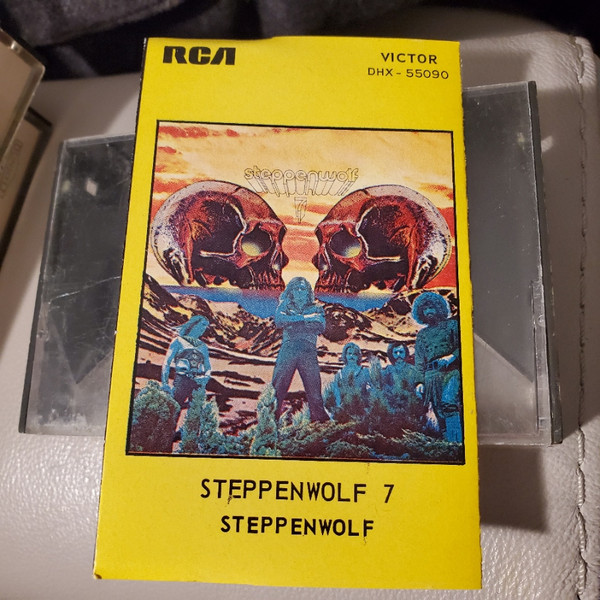 RCA
VICTOR
DHX - 55090
steppenwolf
7
STEPPENWOLF 7
STEPPENWOLF